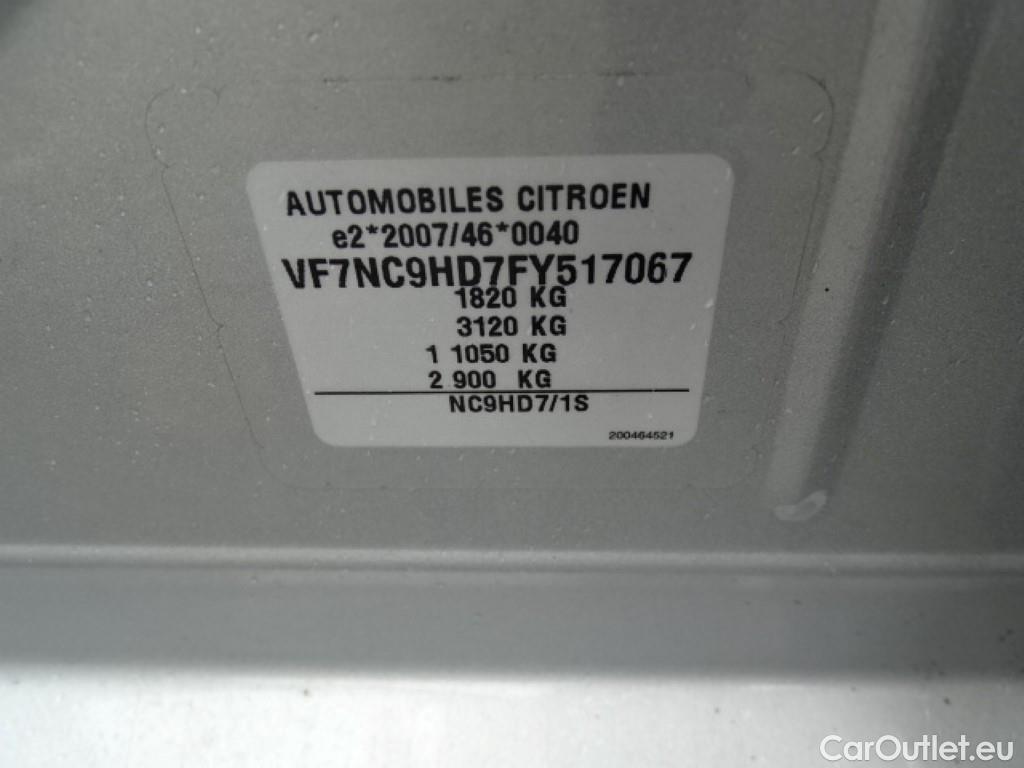 AUTOMOBILES CITROEN
e2*2007/46*0040
VF7NC9HD7FY517067
1820 KG
3120 KG
1 1050 KG
2 900 KG
NC9HD7/1S
200464521
CarOutlet.eu